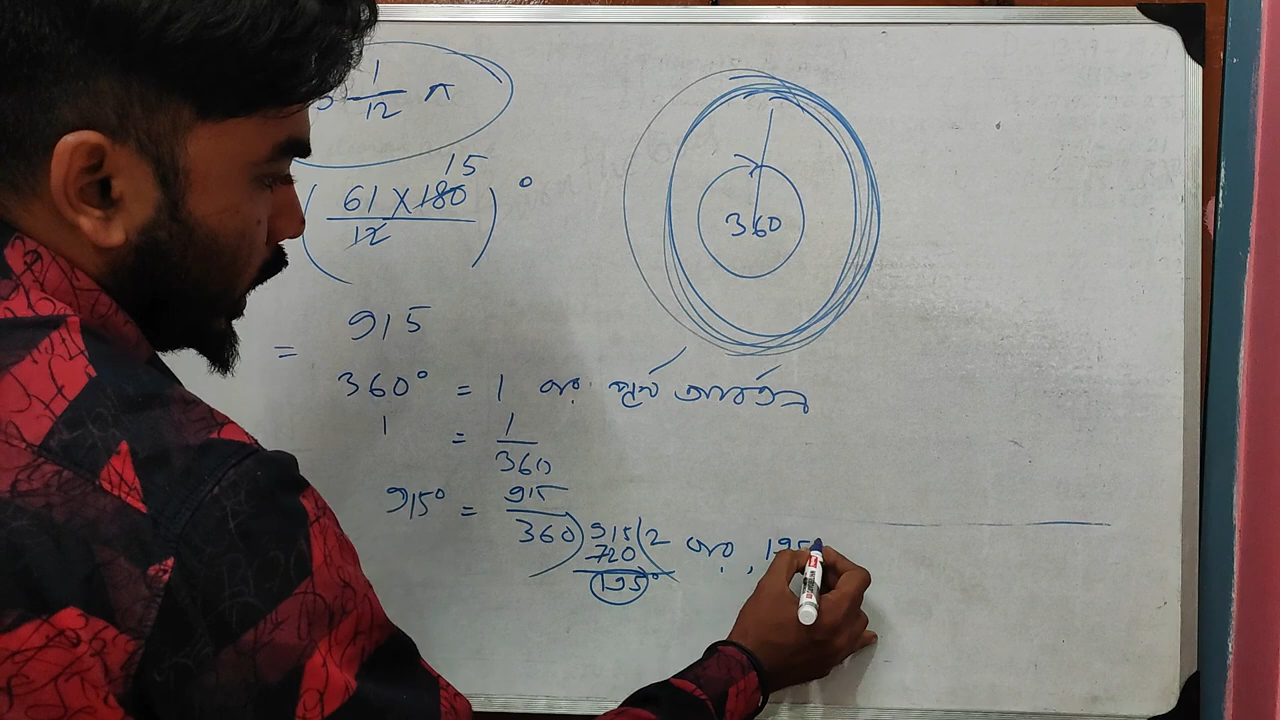 1/12 π
15
(61 × 180 / 12)°
360
= 915
360° = 1 বার পূর্ণ আবর্তন
1 = 1/360
915° = 915/360
360)915(2 বার, 195
720
195°